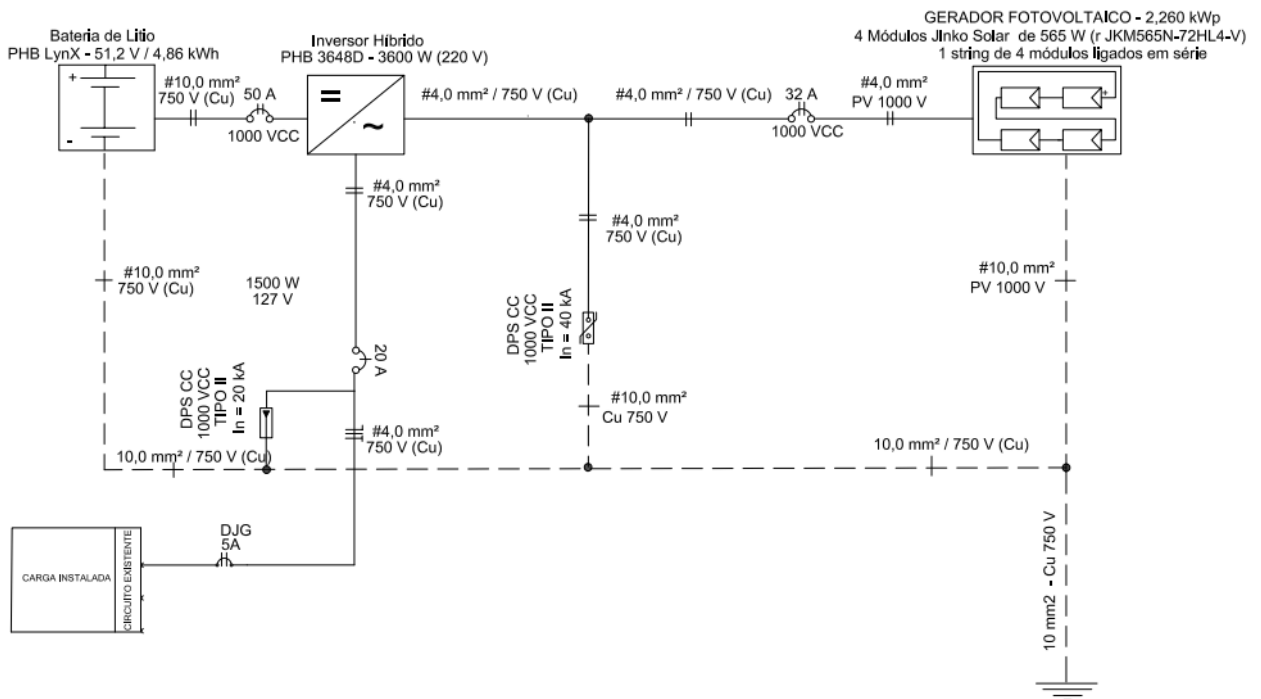 GERADOR FOTOVOLTAICO - 2,260 kWp
4 Módulos JInko Solar  de 565 W (r JKM565N-72HL4-V)
1 string de 4 módulos ligados em série
Bateria de Litio
PHB LynX - 51,2 V / 4,86 kWh
Inversor Híbrido
PHB 3648D - 3600 W (220 V)
+
-
#10,0 mm²
750 V (Cu)
50 A
1000 VCC
=
~
#4,0 mm² / 750 V (Cu)
#4,0 mm² / 750 V (Cu)
32 A
1000 VCC
#4,0 mm²
PV 1000 V
+
#4,0 mm²
750 V (Cu)
#4,0 mm²
750 V (Cu)
#10,0 mm²
750 V (Cu)
1500 W
127 V
#10,0 mm²
PV 1000 V
DPS CC
1000 VCC
TIPO II
In = 40 kA
20 A
DPS CC
1000 VCC
TIPO II
In = 20 kA
#10,0 mm²
Cu 750 V
#4,0 mm²
750 V (Cu)
10,0 mm² / 750 V (Cu)
10,0 mm² / 750 V (Cu)
DJG
5A
CARGA INSTALADA
CIRCUITO EXISTENTE
10 mm2 - Cu 750 V